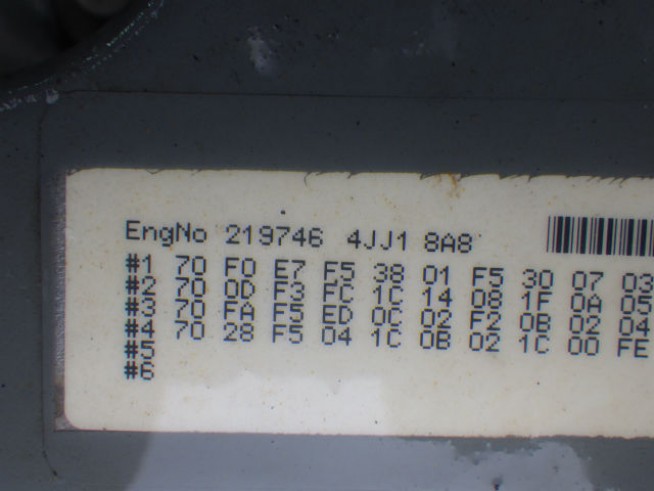 EngNo 219746 4JJ1 8A8
#1 70 F0 E7 F5 38 01 F5 30 07 03
#2 70 0D F3 FC 1C 14 08 1F 0A 05
#3 70 FA F5 ED 0C 02 F2 0B 02 04
#4 70 28 F5 04 1C 0B 02 1C 00 FE
#5
#6